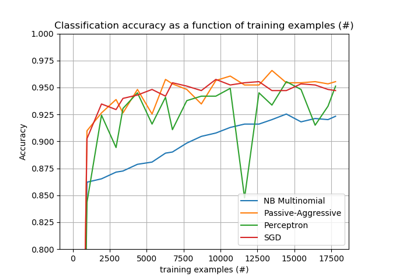 Classification accuracy as a function of training examples (#)
1.000
0.975
0.950
0.925
0.900
0.875
0.850
0.825
0.800
Accuracy
NB Multinomial
Passive-Aggressive
Perceptron
SGD
0 2500 5000 7500 10000 12500 15000 17500
training examples (#)